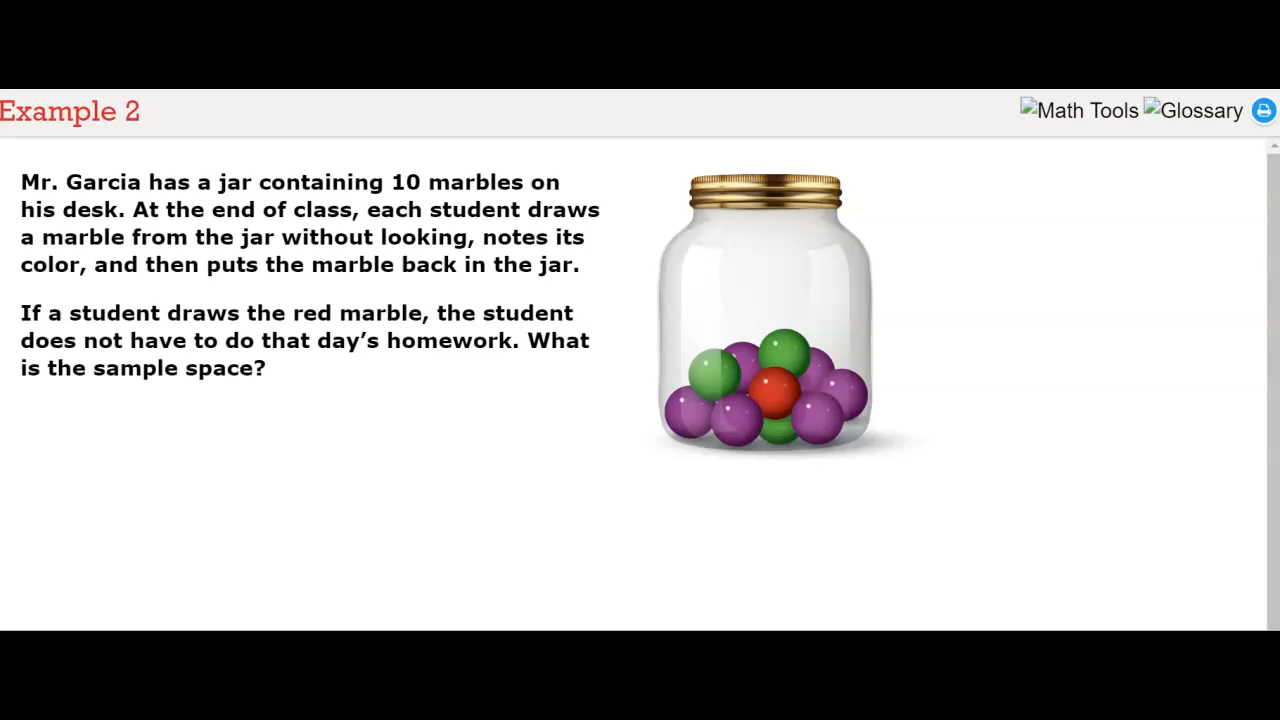 Example 2
Math Tools Glossary
Mr. Garcia has a jar containing 10 marbles on
his desk. At the end of class, each student draws
a marble from the jar without looking, notes its
color, and then puts the marble back in the jar.
If a student draws the red marble, the student
does not have to do that day’s homework. What
is the sample space?